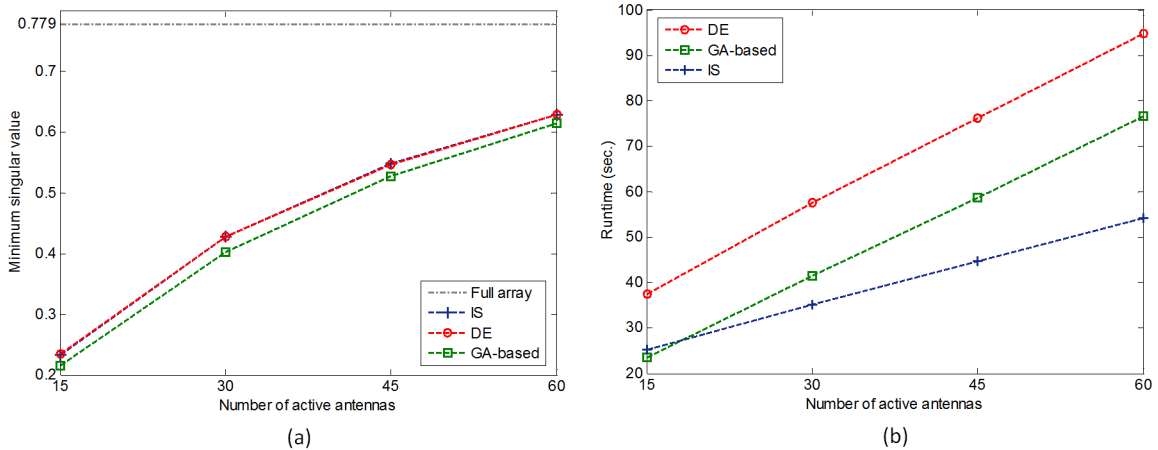 0.779
0.7
0.6
0.5
0.4
0.3
0.2
15
30
45
60
Minimum singular value
Number of active antennas
Full array
IS
DE
GA-based
(a)
100
90
80
70
60
50
40
30
20
15
30
45
60
Runtime (sec.)
Number of active antennas
DE
GA-based
IS
(b)